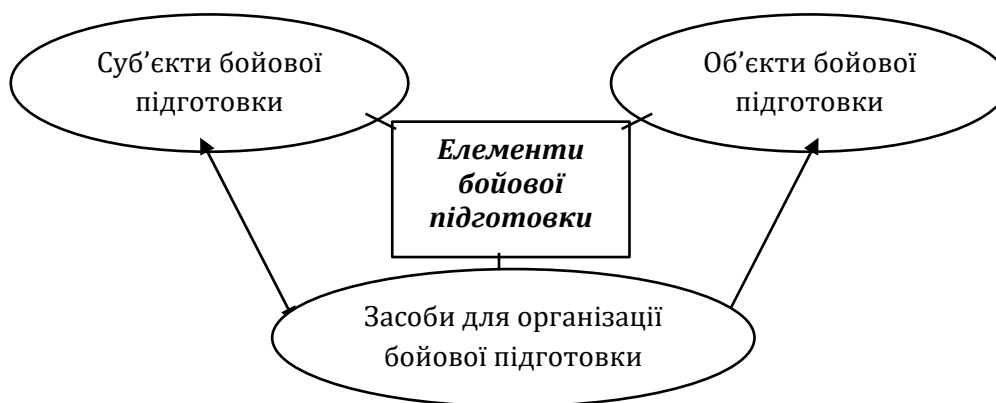 Суб’єкти бойової
підготовки
Об’єкти бойової
підготовки
Елементи
бойової
підготовки
Засоби для організації
бойової підготовки